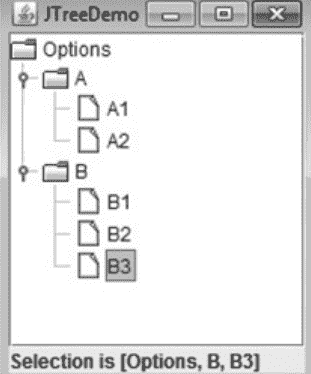 JTreeDemo
Options
A
A1
A2
B
B1
B2
B3
Selection is [Options, B, B3]